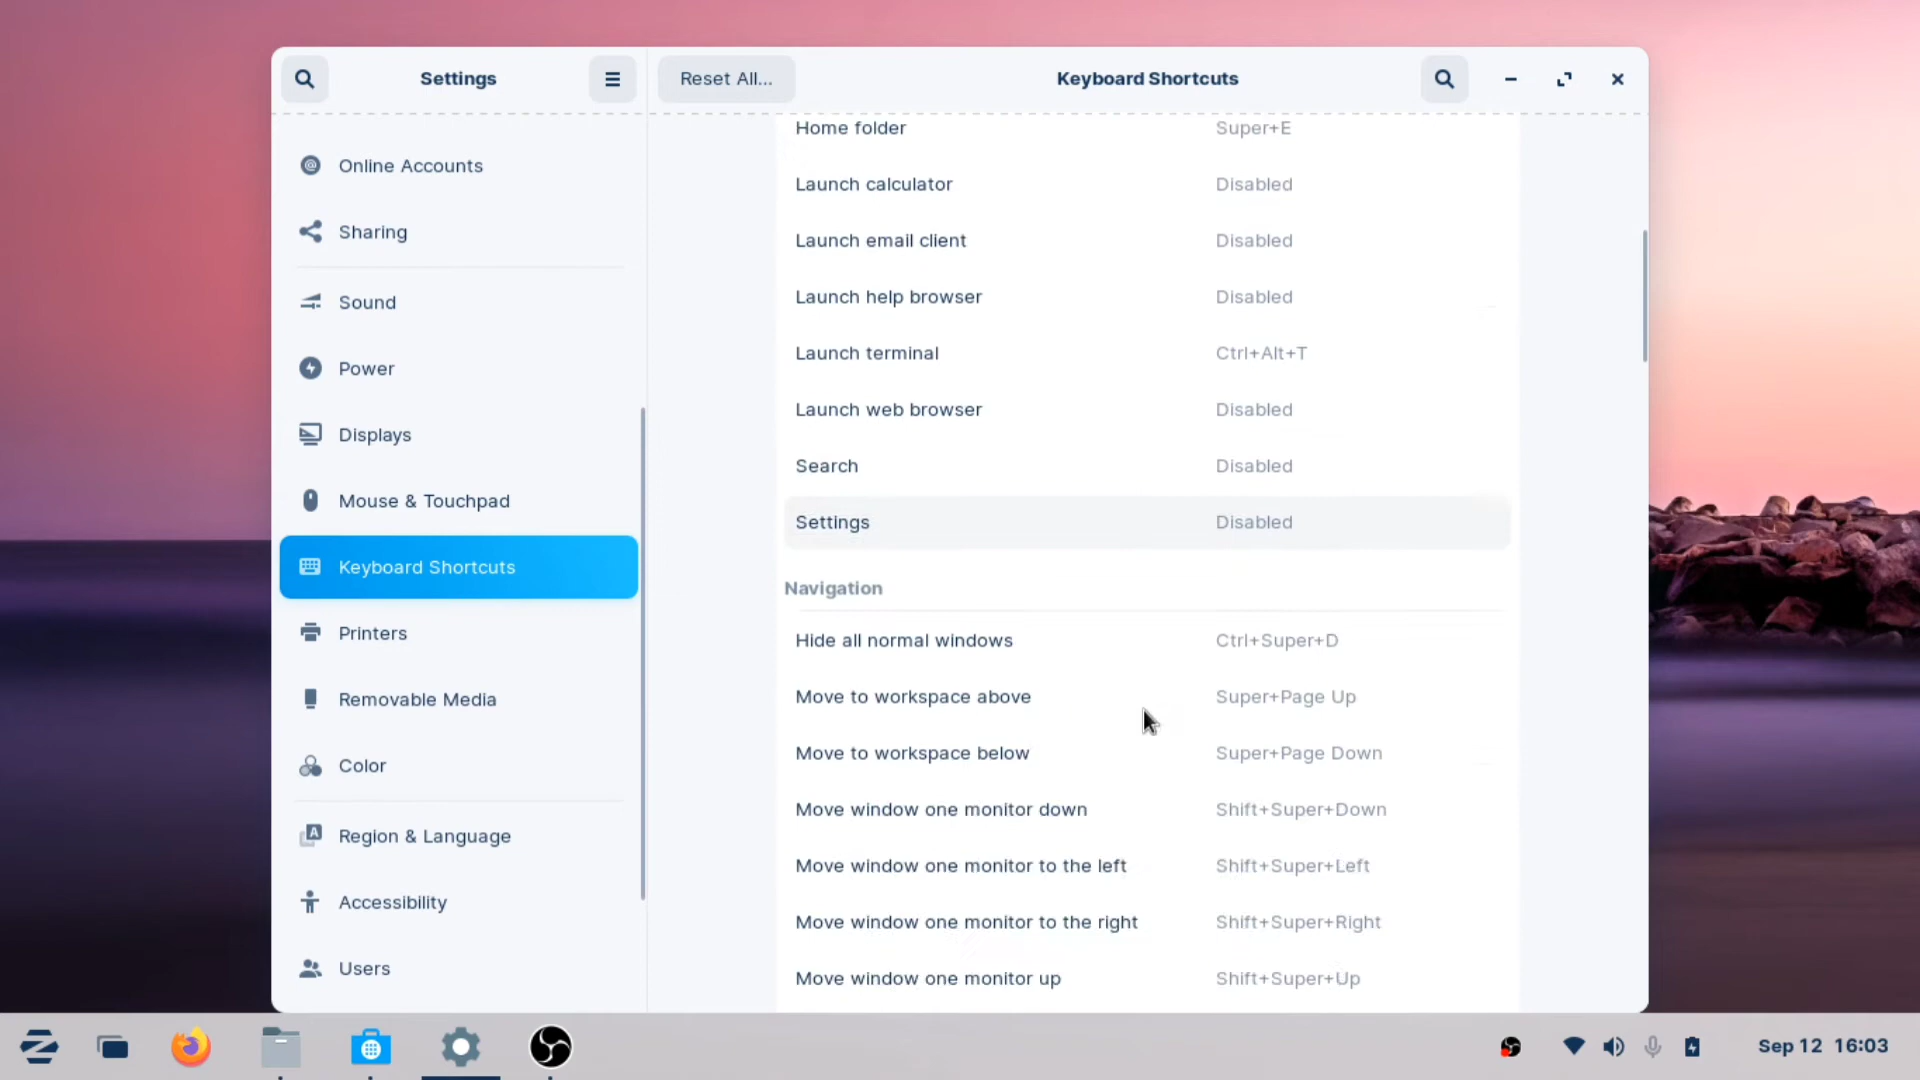 Settings
Reset All...
Keyboard Shortcuts
Online Accounts
Sharing
Sound
Power
Displays
Mouse & Touchpad
Keyboard Shortcuts
Printers
Removable Media
Color
Region & Language
Accessibility
Users
Home folder Super+E
Launch calculator Disabled
Launch email client Disabled
Launch help browser Disabled
Launch terminal Ctrl+Alt+T
Launch web browser Disabled
Search Disabled
Settings Disabled
Navigation
Hide all normal windows Ctrl+Super+D
Move to workspace above Super+Page Up
Move to workspace below Super+Page Down
Move window one monitor down Shift+Super+Down
Move window one monitor to the left Shift+Super+Left
Move window one monitor to the right Shift+Super+Right
Move window one monitor up Shift+Super+Up
Sep 12 16:03